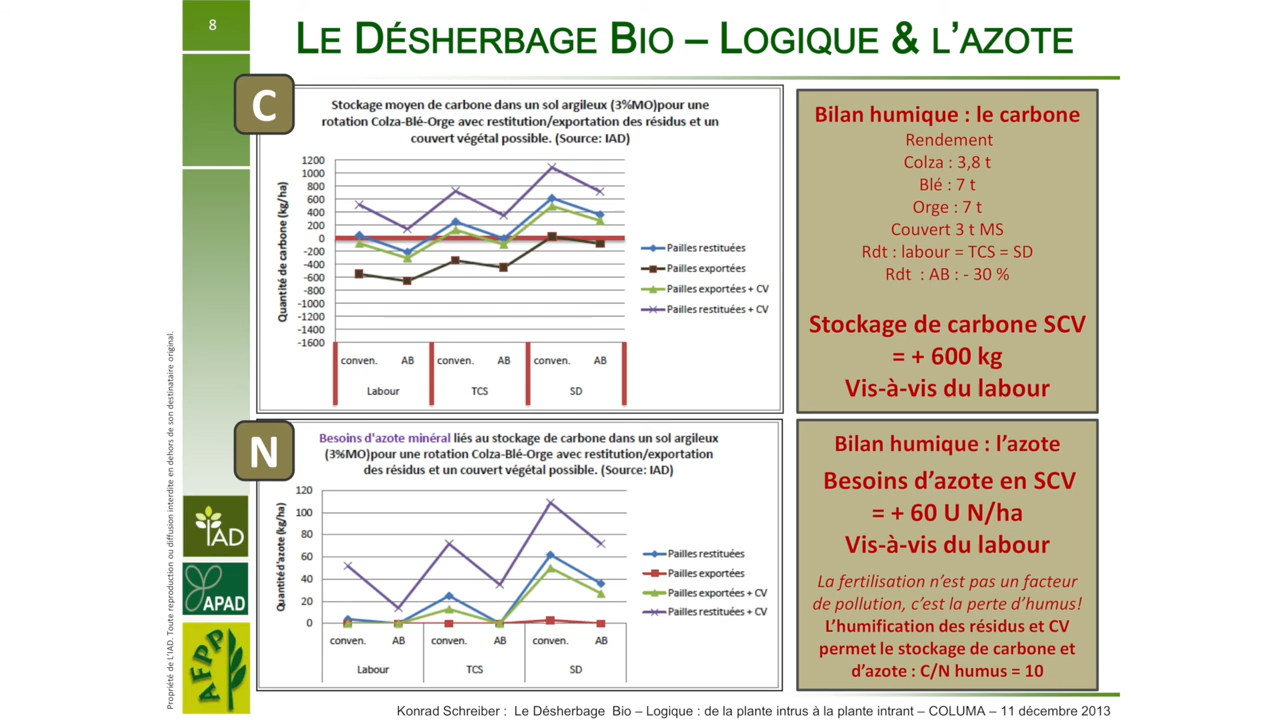 8
LE DÉSHERBAGE BIO – LOGIQUE & L'AZOTE
C
Stockage moyen de carbone dans un sol argileux (3%MO)pour une
rotation Colza-Blé-Orge avec restitution/exportation des résidus et un
couvert végétal possible. (Source: IAD)
Quantité de carbone (kg/ha)
1200
1000
800
600
400
200
0
-200
-400
-600
-800
-1000
-1200
-1400
-1600
conven. AB conven. AB conven. AB
Labour TCS SD
Pailles restituées
Pailles exportées
Pailles exportées + CV
Pailles restituées + CV
Bilan humique : le carbone
Rendement
Colza : 3,8 t
Blé : 7 t
Orge : 7 t
Couvert 3 t MS
Rdt : labour = TCS = SD
Rdt : AB : - 30 %
Stockage de carbone SCV
= + 600 kg
Vis-à-vis du labour
N
Besoins d'azote minéral liés au stockage de carbone dans un sol argileux
(3%MO)pour une rotation Colza-Blé-Orge avec restitution/exportation
des résidus et un couvert végétal possible. (Source: IAD)
Quantité d'azote (kg/ha)
120
100
80
60
40
20
0
conven. AB conven. AB conven. AB
Labour TCS SD
Pailles restituées
Pailles exportées
Pailles exportées + CV
Pailles restituées + CV
Bilan humique : l'azote
Besoins d'azote en SCV
= + 60 U N/ha
Vis-à-vis du labour
La fertilisation n'est pas un facteur
de pollution, c'est la perte d'humus!
L'humification des résidus et CV
permet le stockage de carbone et
d'azote : C/N humus = 10
Propriété de L'IAD. Toute reproduction ou diffusion interdite en dehors de son destinataire original.
IAD
APAD
AFPP
Konrad Schreiber : Le Désherbage Bio – Logique : de la plante intrus à la plante intrant – COLUMA – 11 décembre 2013